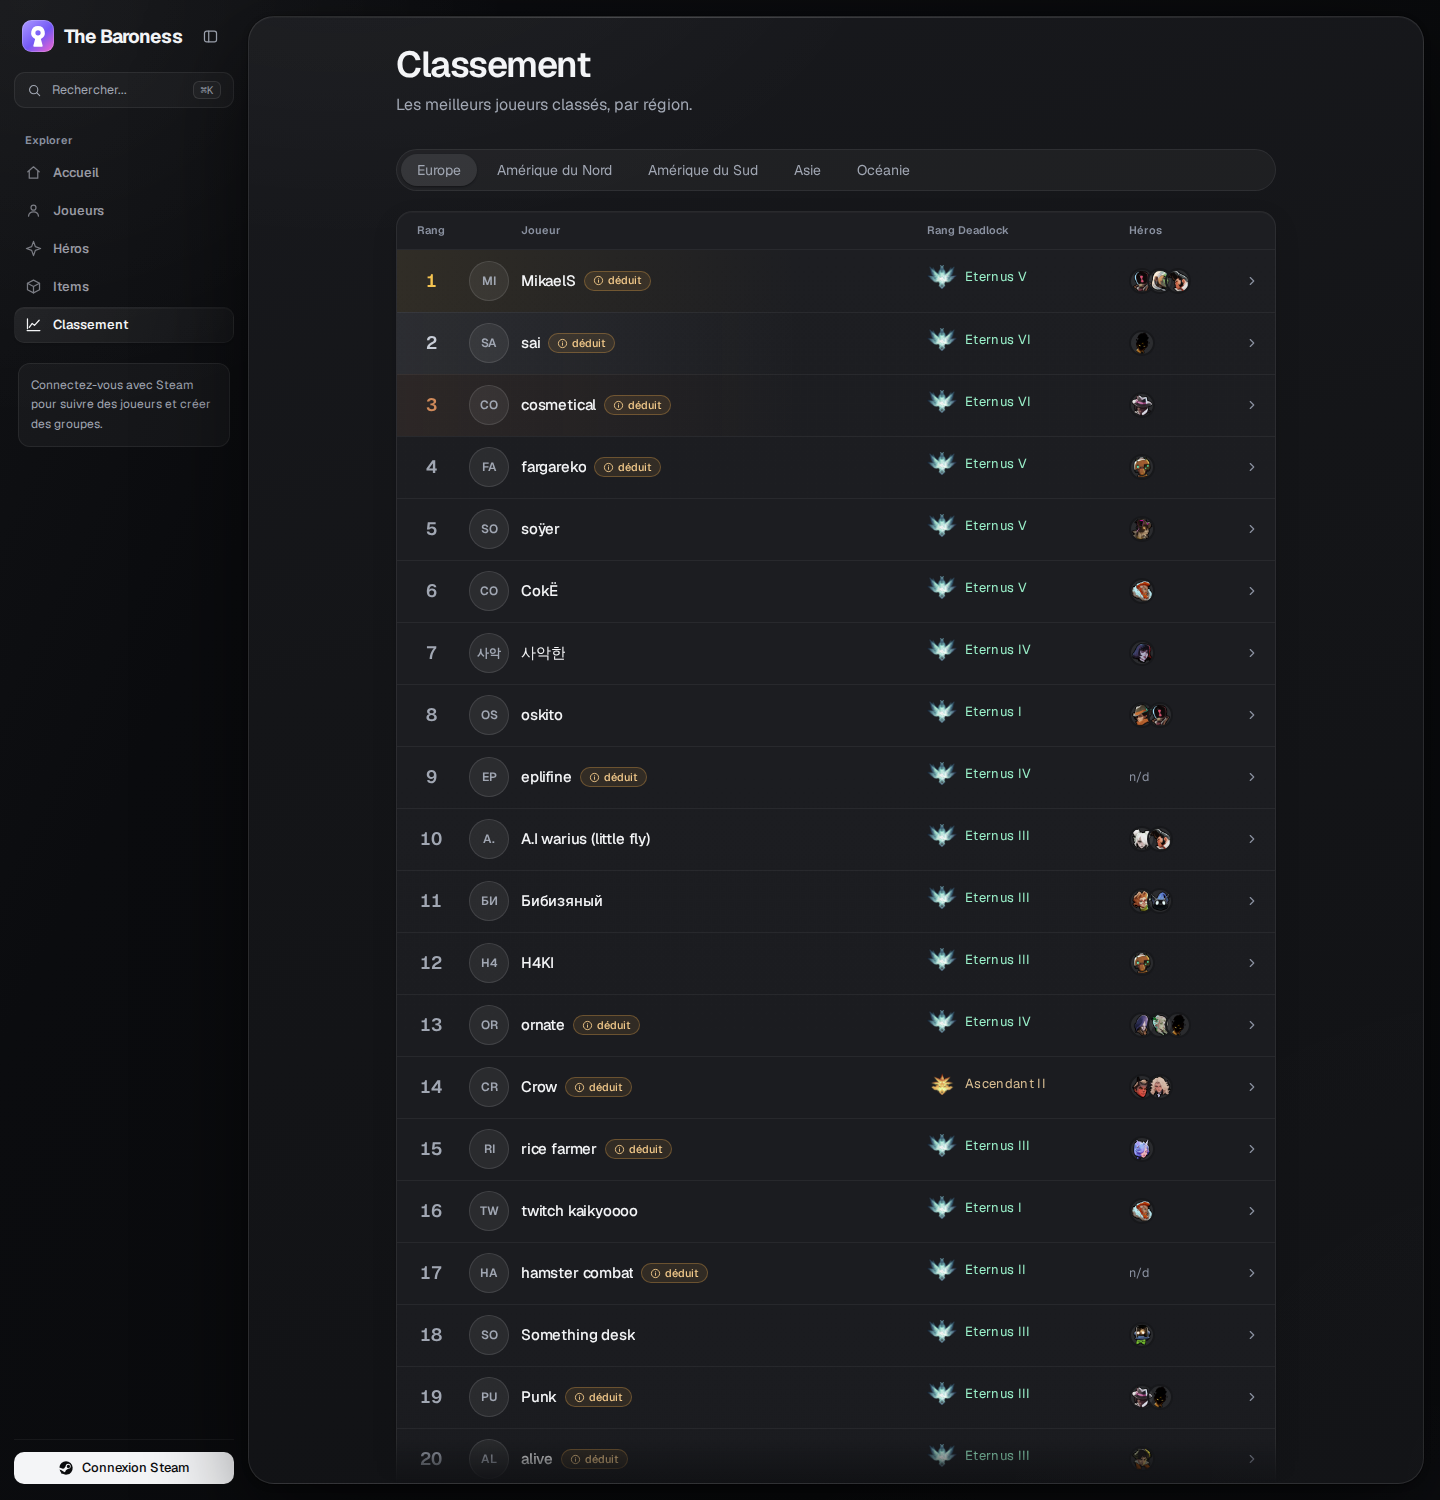 The Baroness
Rechercher...
⌘K
Explorer
Accueil
Joueurs
Héros
Items
Classement
Connectez-vous avec Steam
pour suivre des joueurs et créer
des groupes.
Connexion Steam
Classement
Les meilleurs joueurs classés, par région.
Europe Amérique du Nord Amérique du Sud Asie Océanie
Rang Joueur Rang Deadlock Héros
1 MI MikaelS déduit Eternus V
2 SA sai déduit Eternus VI
3 CO cosmetical déduit Eternus VI
4 FA fargareko déduit Eternus V
5 SO soÿer Eternus V
6 CO CokË Eternus V
7 사악 사악한 Eternus IV
8 OS oskito Eternus I
9 EP eplifine déduit Eternus IV n/d
10 A. A.I warius (little fly) Eternus III
11 БИ Бибизяный Eternus III
12 H4 H4KI Eternus III
13 OR ornate déduit Eternus IV
14 CR Crow déduit Ascendant II
15 RI rice farmer déduit Eternus III
16 TW twitch kaikyoooo Eternus I
17 HA hamster combat déduit Eternus II n/d
18 SO Something desk Eternus III
19 PU Punk déduit Eternus III
20 AL alive déduit Eternus III